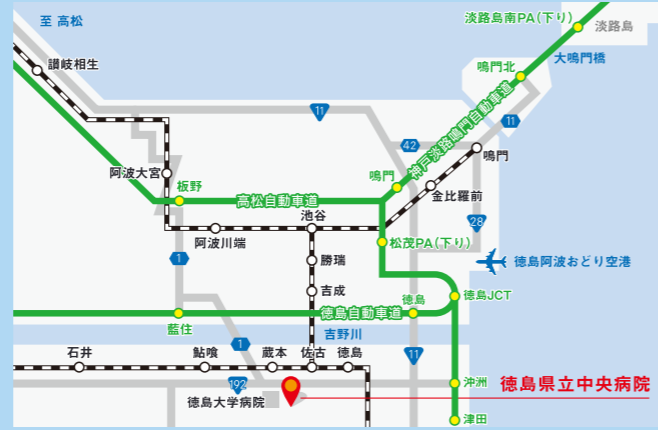 至 高松
淡路島南PA(下り)
淡路島
讃岐相生
大鳴門橋
鳴門北
11
11
神戸淡路鳴門自動車道
42
鳴門
阿波大宮
鳴門
板野
金比羅前
高松自動車道
池谷
28
阿波川端
松茂PA(下り)
1
勝瑞
徳島阿波おどり空港
吉成
徳島
徳島JCT
徳島自動車道
藍住
吉野川
1
石井
鮎喰
蔵本
佐古
徳島
11
192
沖洲
徳島県立中央病院
徳島大学病院
津田